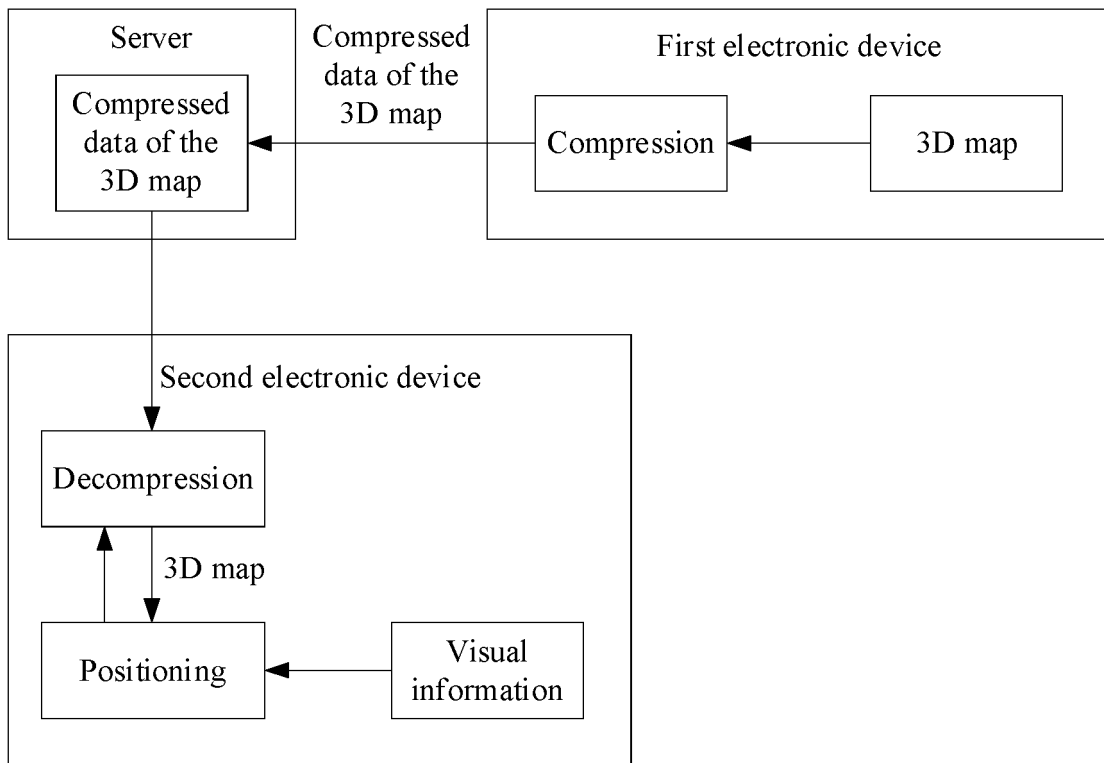 Server
Compressed
data of the
3D map
Compressed
data of the
3D map
First electronic device
Compression
3D map
Second electronic device
Decompression
3D map
Positioning
Visual
information